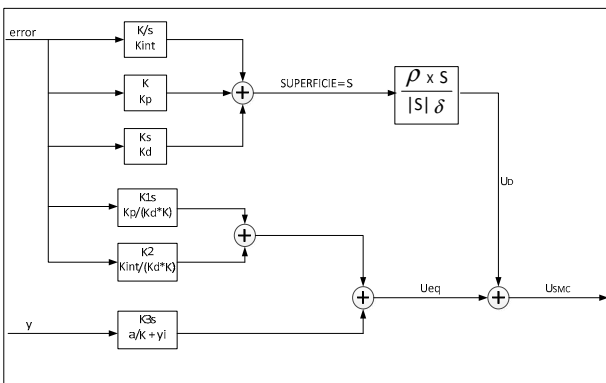 error
K/s
Kint
K
Kp
Ks
Kd
SUPERFICIE=S
ρ x S
|S| δ
UD
K1s
Kp/(Kd*K)
K2
Kint/(Kd*K)
Ueq
USMC
y
K3s
a/K + yi